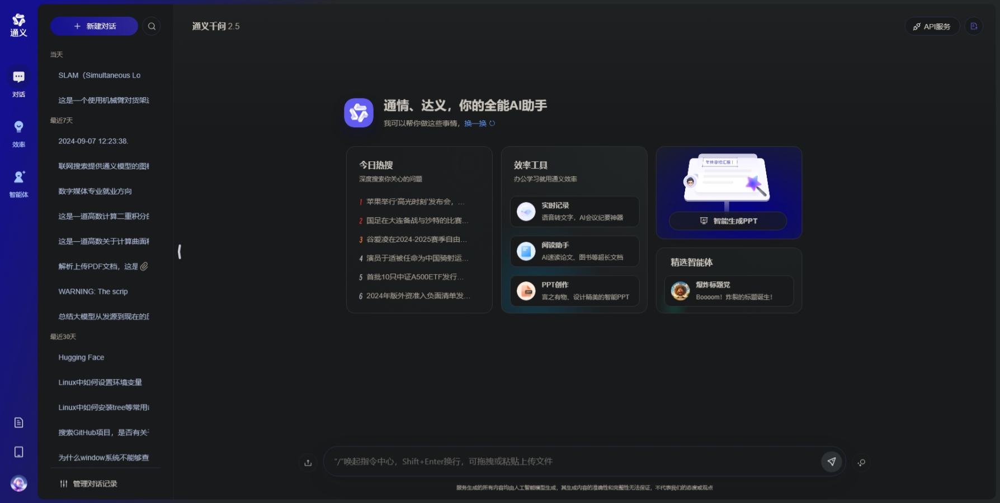 通义
对话
效率
智能体
新建对话
当天
SLAM（Simultaneous Lo
这是一个使用机械臂对货架
最近7天
2024-09-07 12:23:38.
联网搜索提供通义模型的图
数字媒体专业就业方向
这是一道高数计算二重积分
这是一道高数关于计算曲面
解析上传PDF文档，这是
WARNING: The scrip
总结大模型从发源到现在的
最近30天
Hugging Face
Linux中如何设置环境变量
Linux中如何安装tree等常用
搜索GitHub项目，是否有关
为什么window系统不能够查
管理对话记录
通义千问 2.5
API服务
通情、达义，你的全能AI助手
我可以帮你做这些事情，换一换
今日热搜
深度搜索你关心的问题
1 苹果举行‘高光时刻’发布会，...
2 国足在大连备战与沙特的比赛...
3 谷爱凌在2024-2025赛季自由...
4 演员于适被任命为中国骑射运...
5 首批10只中证A500ETF发行...
6 2024年版外资准入负面清单发...
效率工具
办公学习就用通义效率
实时记录
语音转文字，AI会议纪要神器
阅读助手
AI速读论文、图书等超长文档
PPT创作
言之有物、设计精美的智能PPT
年终总结汇报
智能生成PPT
精选智能体
爆炸标题党
Boooom！炸裂的标题诞生！
“/”唤起指令中心，Shift+Enter换行，可拖拽或粘贴上传文件
服务生成的所有内容均由人工智能模型生成，其生成内容的准确性和完整性无法保证，不代表我们的态度或观点